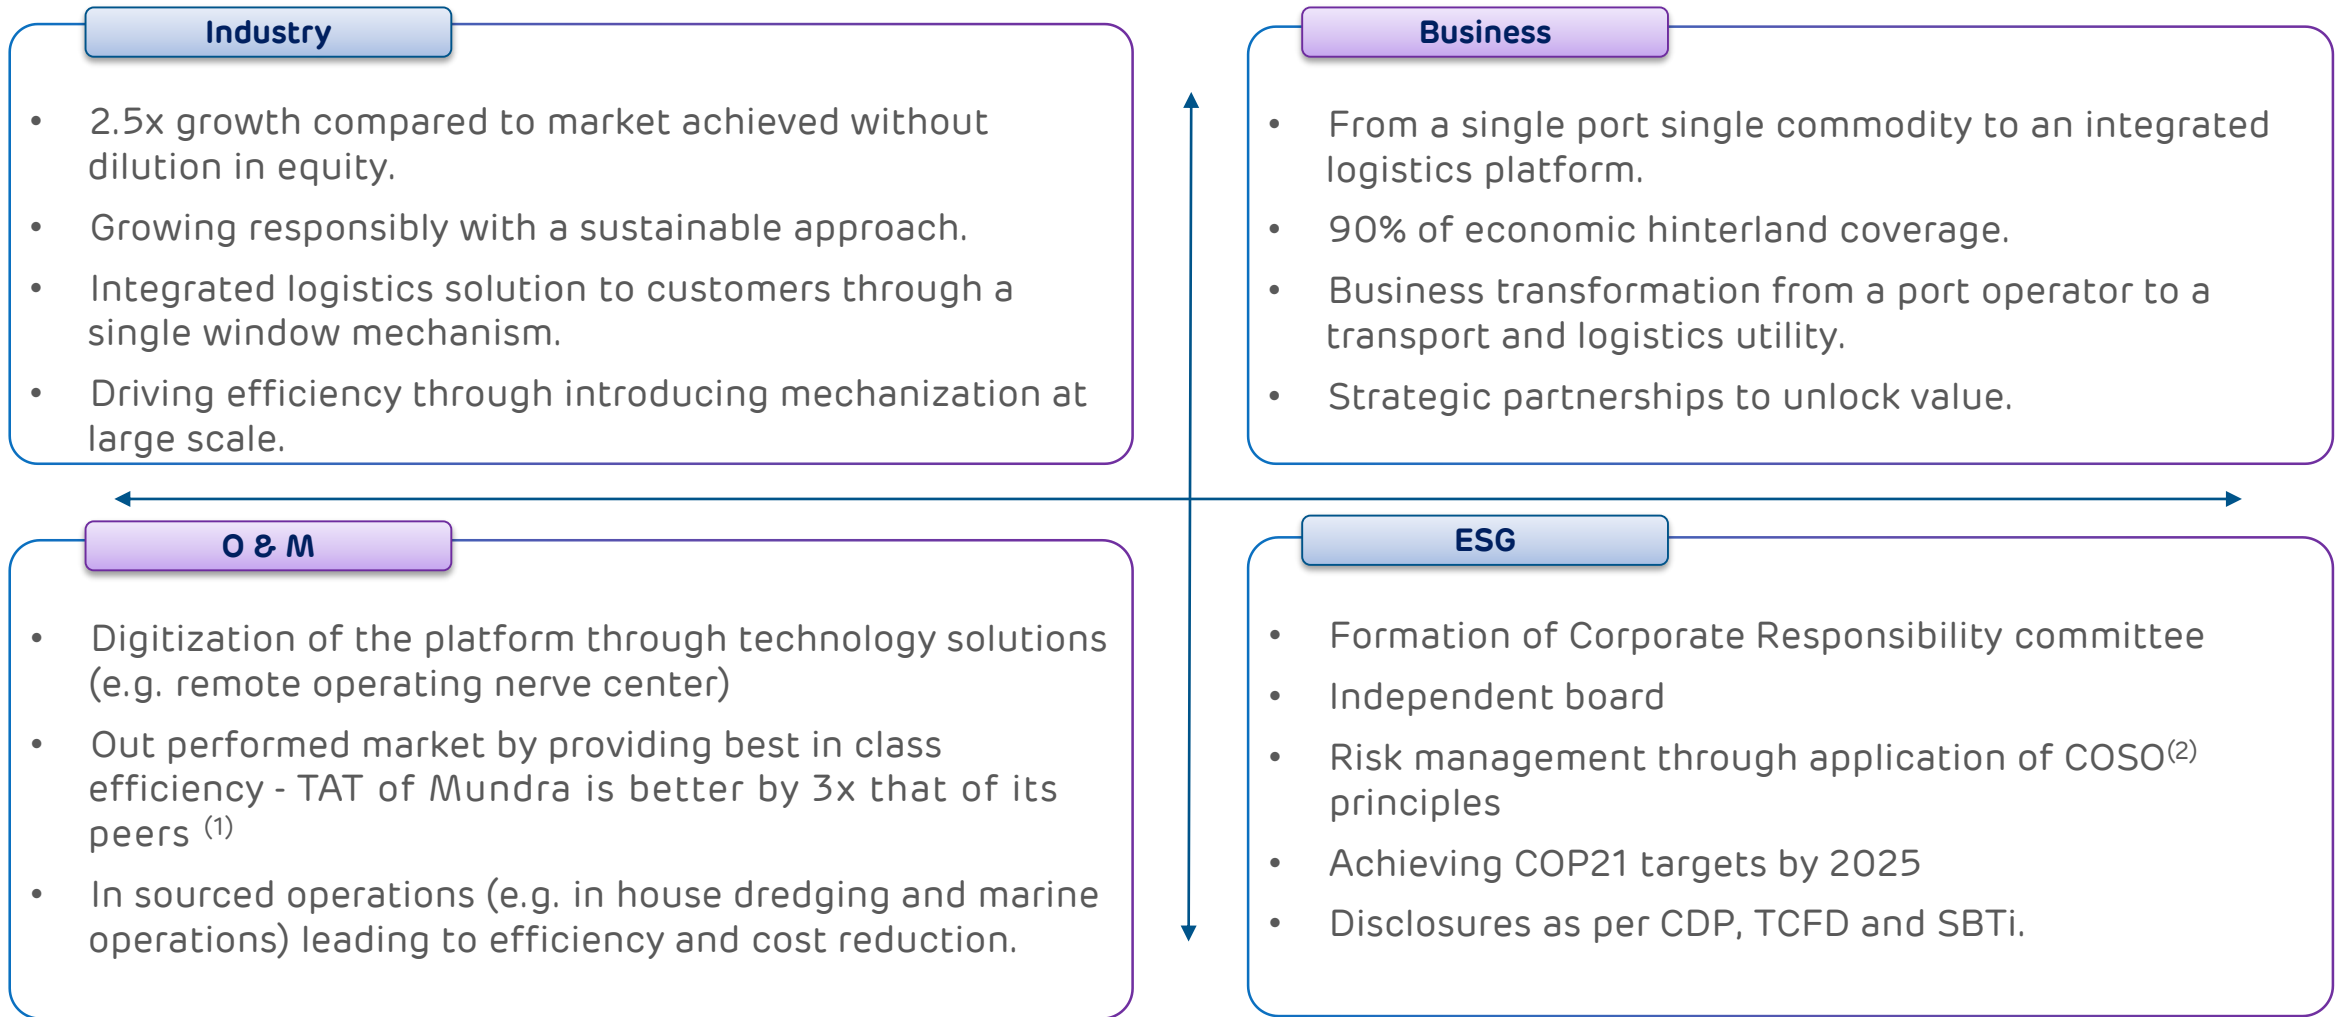 Industry
• 2.5x growth compared to market achieved without
dilution in equity.
• Growing responsibly with a sustainable approach.
• Integrated logistics solution to customers through a
single window mechanism.
• Driving efficiency through introducing mechanization at
large scale.
Business
• From a single port single commodity to an integrated
logistics platform.
• 90% of economic hinterland coverage.
• Business transformation from a port operator to a
transport and logistics utility.
• Strategic partnerships to unlock value.
O & M
• Digitization of the platform through technology solutions
(e.g. remote operating nerve center)
• Out performed market by providing best in class
efficiency - TAT of Mundra is better by 3x that of its
peers (1)
• In sourced operations (e.g. in house dredging and marine
operations) leading to efficiency and cost reduction.
ESG
• Formation of Corporate Responsibility committee
• Independent board
• Risk management through application of COSO(2)
principles
• Achieving COP21 targets by 2025
• Disclosures as per CDP, TCFD and SBTi.